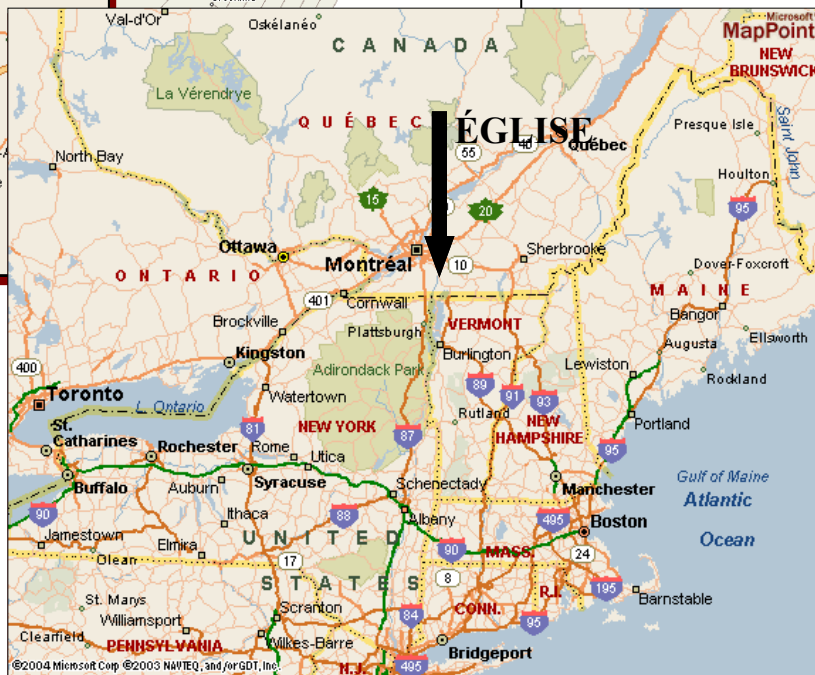 Val-d'Or
Oskélanéo
Microsoft
MapPoint
CANADA
NEW
BRUNSWICK
La Vérendrye
QUÉBEC
ÉGLISE
Saint John
Presque Isle
55
40
Québec
North Bay
Houlton
15
20
95
Ottawa
Sherbrooke
Montréal
10
Dover-Foxcroft
ONTARIO
MAINE
401
Cornwall
Bangor
Brockville
Plattsburgh
VERMONT
Ellsworth
Augusta
Kingston
Burlington
400
Adirondack Park
Lewiston
Rockland
Toronto
Watertown
89
91
93
L. Ontario
Rutland
St.
Catharines
81
NEW YORK
87
NEW
HAMPSHIRE
Portland
Rochester
Rome
Utica
95
Buffalo
Auburn
Syracuse
Schenectady
Manchester
Gulf of Maine
Atlantic
Ocean
90
Ithaca
88
Albany
495
Boston
Jamestown
Elmira
UNITED
90
MASS.
24
Olean
17
STATES
8
St. Marys
R.I.
195
Barnstable
Williamsport
Scranton
84
CONN.
95
Clearfield
PENNSYLVANIA
Wilkes-Barre
Bridgeport
N.J.
495
©2004 Microsoft Corp ©2003 NAVTEQ, and/or GDT, Inc.